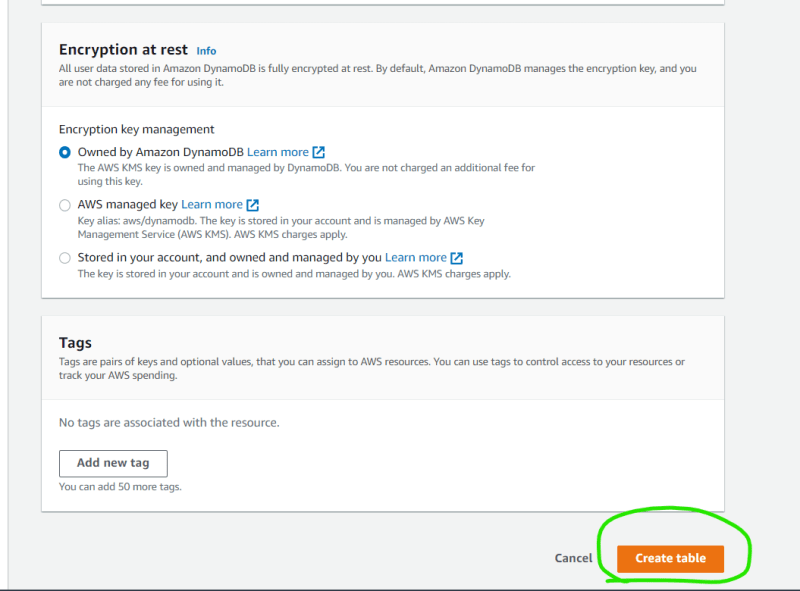 Encryption at rest Info
All user data stored in Amazon DynamoDB is fully encrypted at rest. By default, Amazon DynamoDB manages the encryption key, and you
are not charged any fee for using it.
Encryption key management
Owned by Amazon DynamoDB Learn more
The AWS KMS key is owned and managed by DynamoDB. You are not charged an additional fee for
using this key.
AWS managed key Learn more
Key alias: aws/dynamodb. The key is stored in your account and is managed by AWS Key
Management Service (AWS KMS). AWS KMS charges apply.
Stored in your account, and owned and managed by you Learn more
The key is stored in your account and is owned and managed by you. AWS KMS charges apply.
Tags
Tags are pairs of keys and optional values, that you can assign to AWS resources. You can use tags to control access to your resources or
track your AWS spending.
No tags are associated with the resource.
Add new tag
You can add 50 more tags.
Cancel Create table